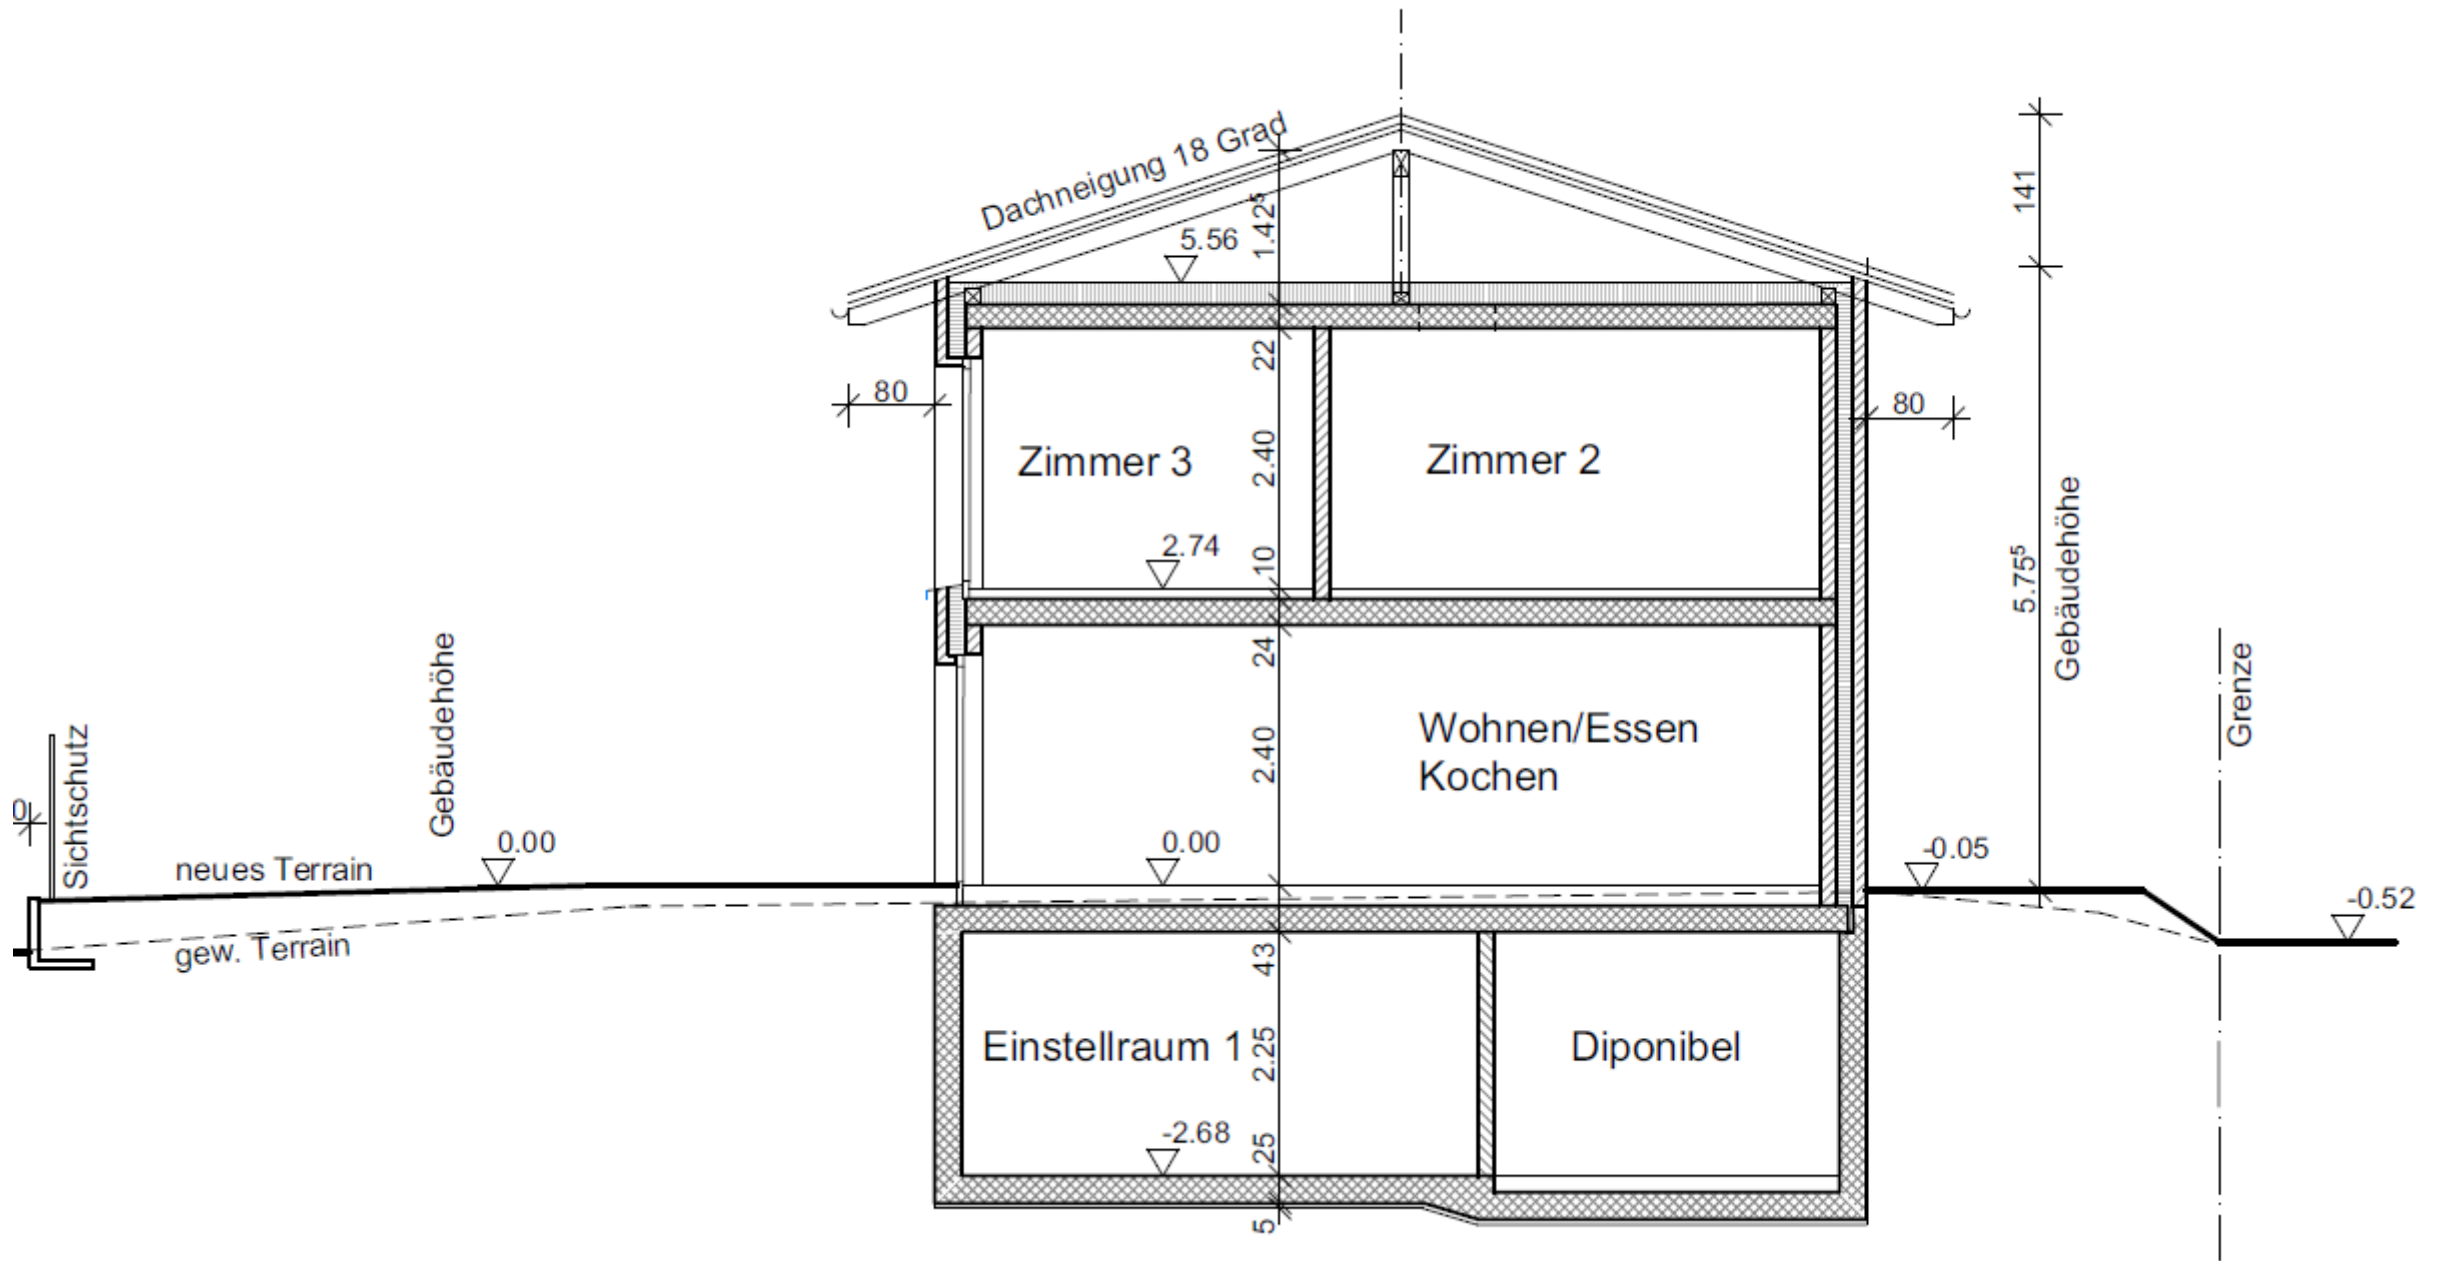 Dachneigung 18 Grad
5.56
1.42⁵
141
22
80
80
Zimmer 3
2.40
Zimmer 2
2.74
10
5.75⁵
Gebäudehöhe
24
Gebäudehöhe
Grenze
Sichtschutz
Wohnen/Essen
Kochen
2.40
0
0.00
0.00
-0.05
neues Terrain
-0.52
gew. Terrain
43
Einstellraum 1
2.25
Diponibel
-2.68
25
5